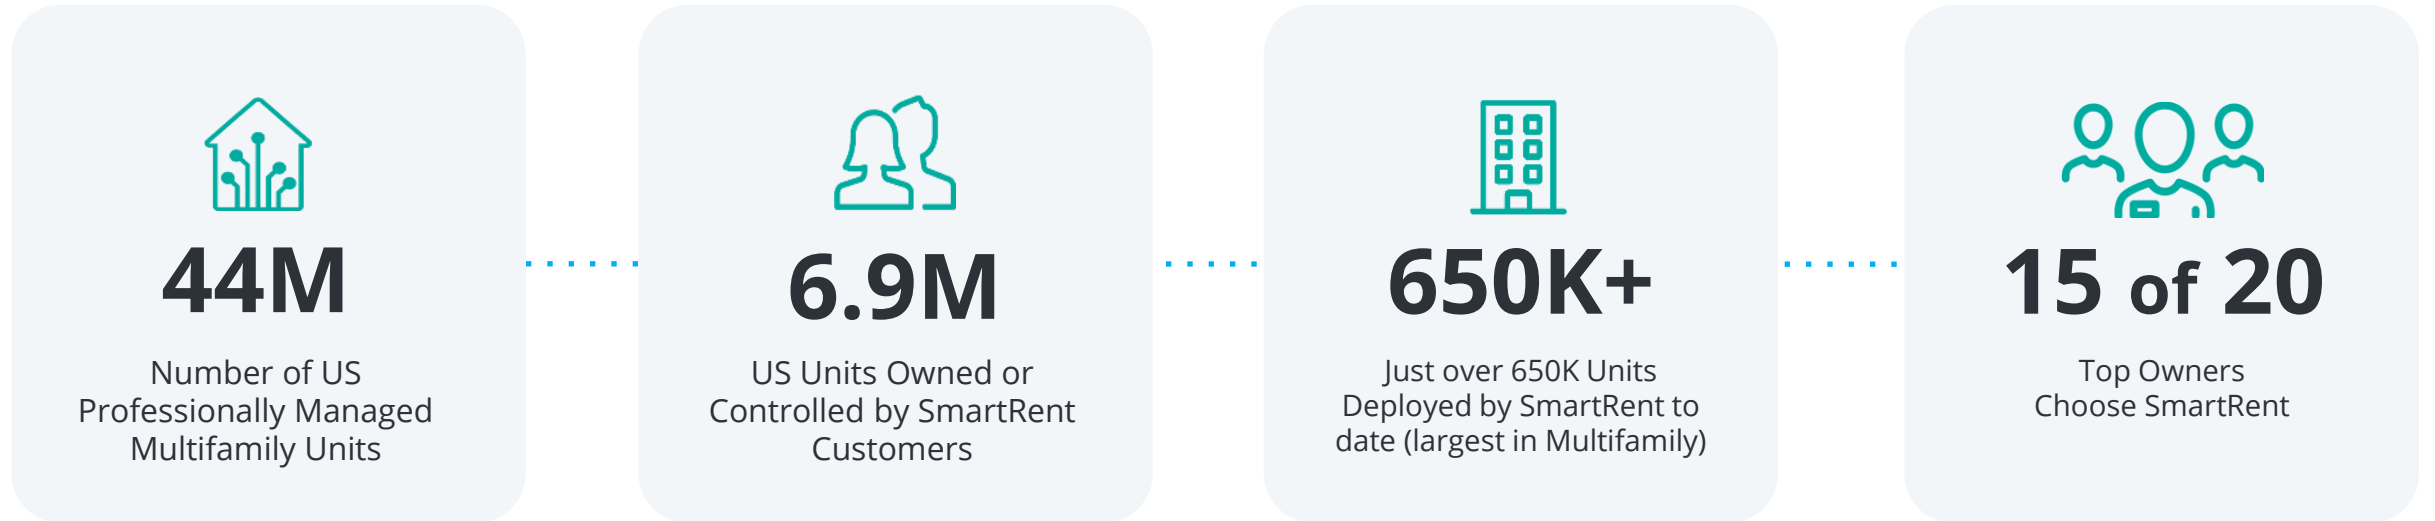 44M
Number of US
Professionally Managed
Multifamily Units
6.9M
US Units Owned or
Controlled by SmartRent
Customers
650K+
Just over 650K Units
Deployed by SmartRent to
date (largest in Multifamily)
15 of 20
Top Owners
Choose SmartRent